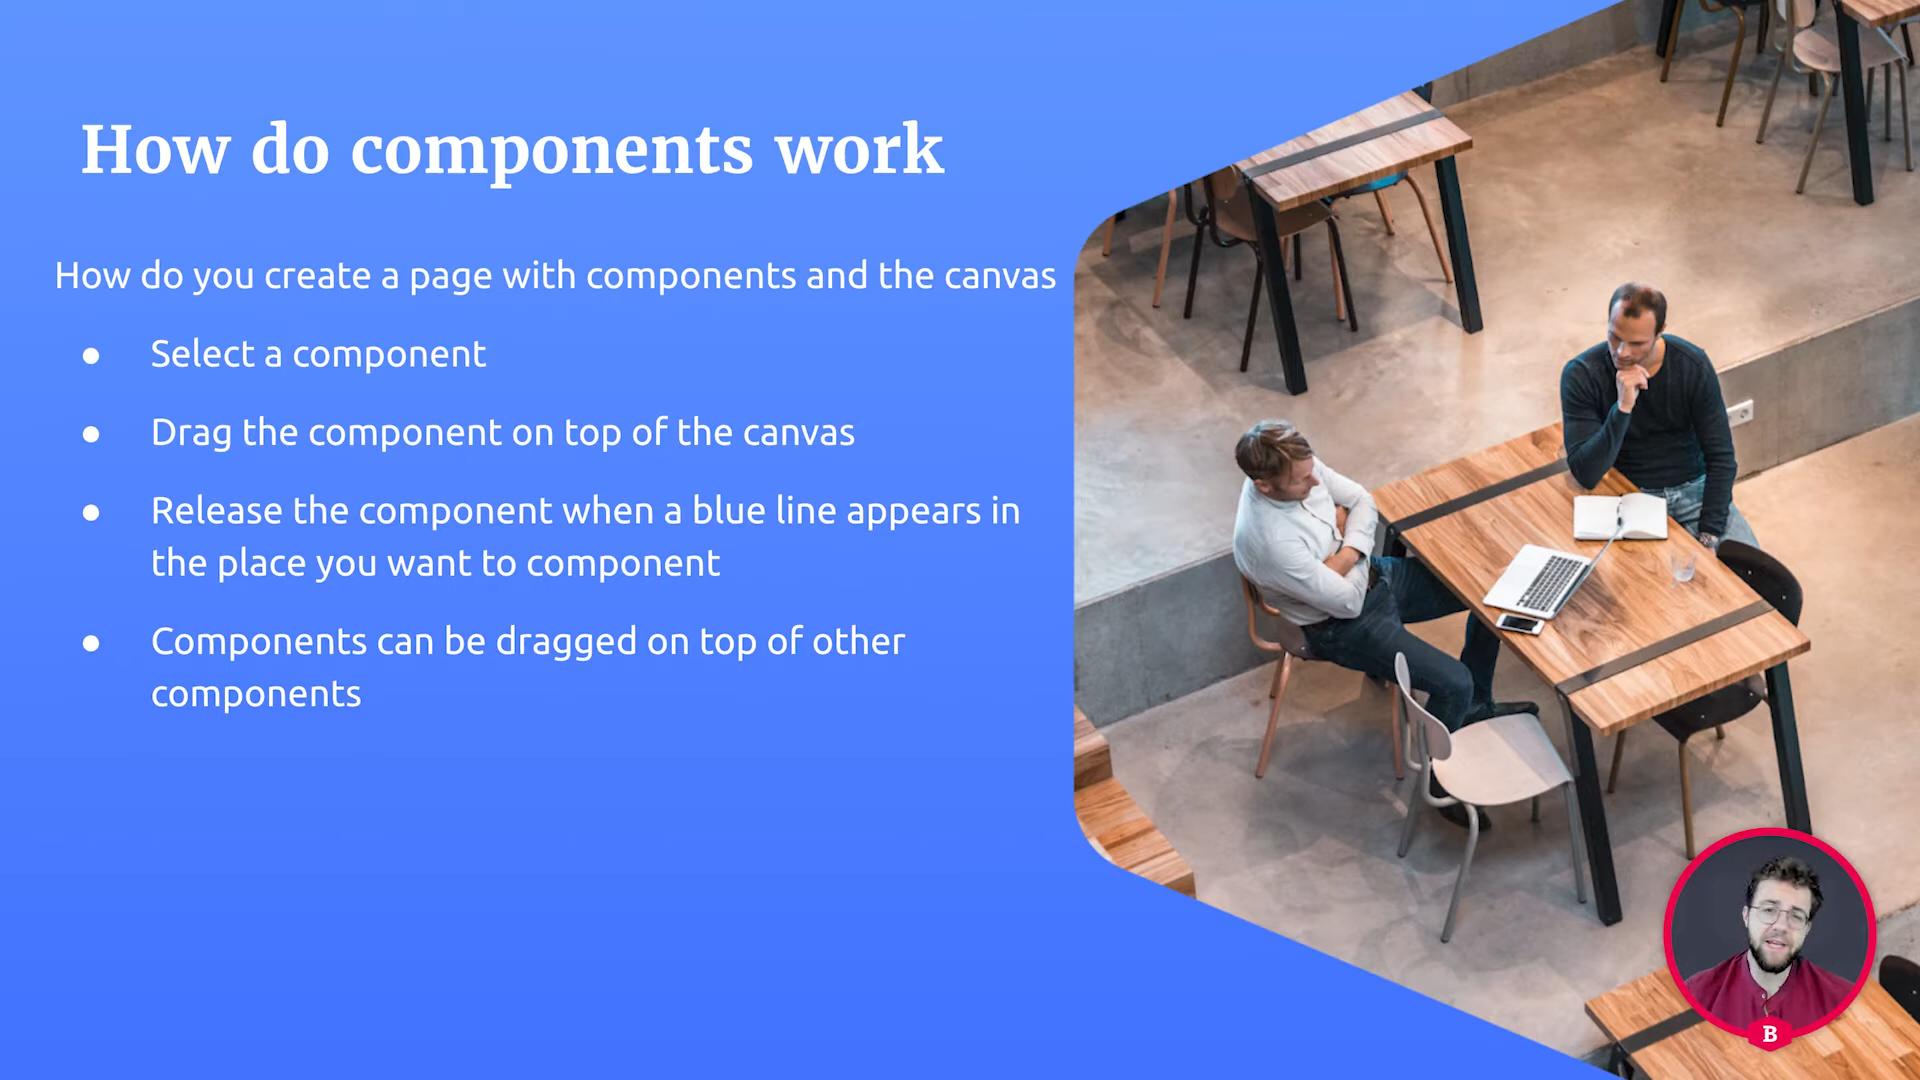 How do components work
How do you create a page with components and the canvas
● Select a component
● Drag the component on top of the canvas
● Release the component when a blue line appears in
the place you want to component
● Components can be dragged on top of other
components
B